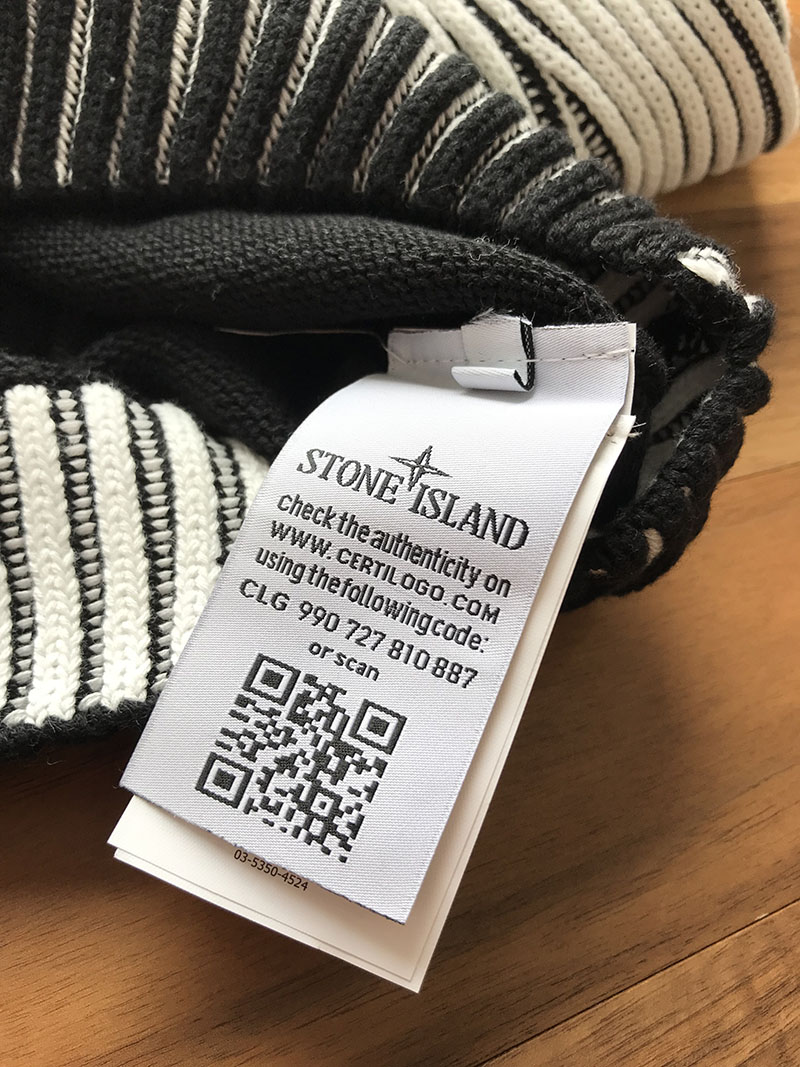 STONE ISLAND
check the authenticity on
WWW.CERTILOGO.COM
using the following code:
CLG 990 727 810 887
or scan
03-5350-4524